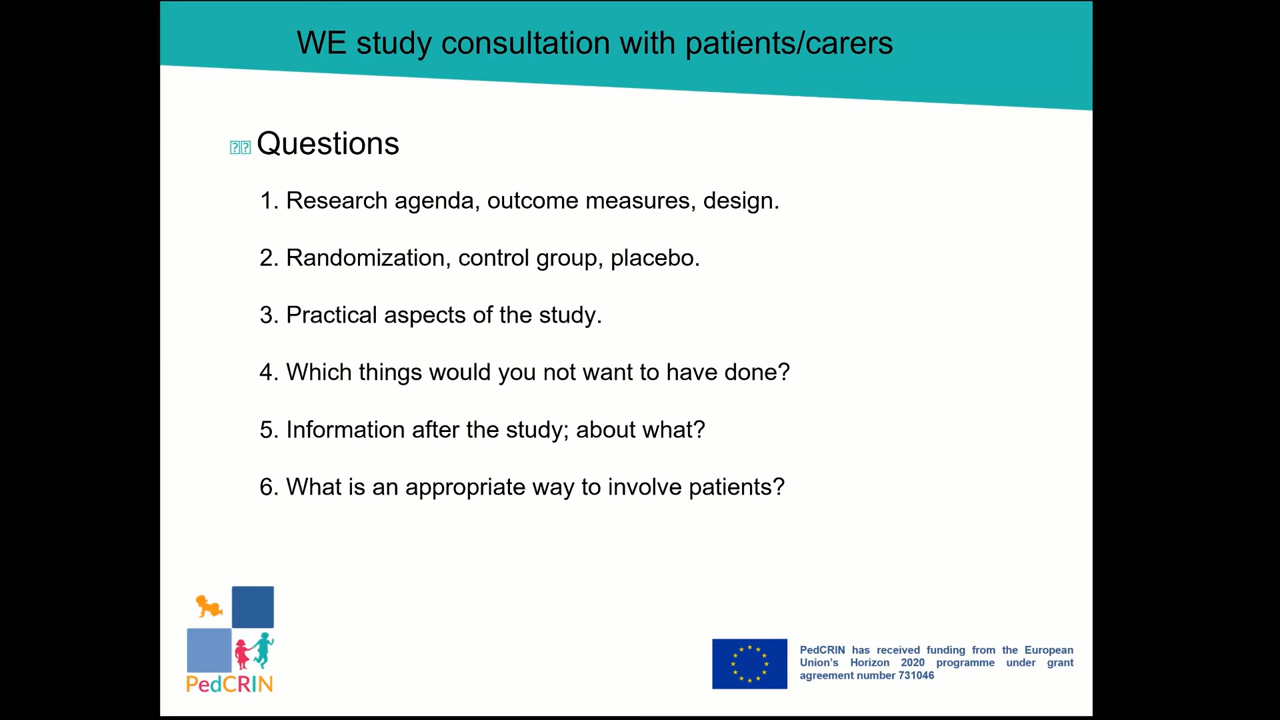 WE study consultation with patients/carers
Questions
1. Research agenda, outcome measures, design.
2. Randomization, control group, placebo.
3. Practical aspects of the study.
4. Which things would you not want to have done?
5. Information after the study; about what?
6. What is an appropriate way to involve patients?
PedCRIN
PedCRIN has received funding from the European
Union's Horizon 2020 programme under grant
agreement number 731046